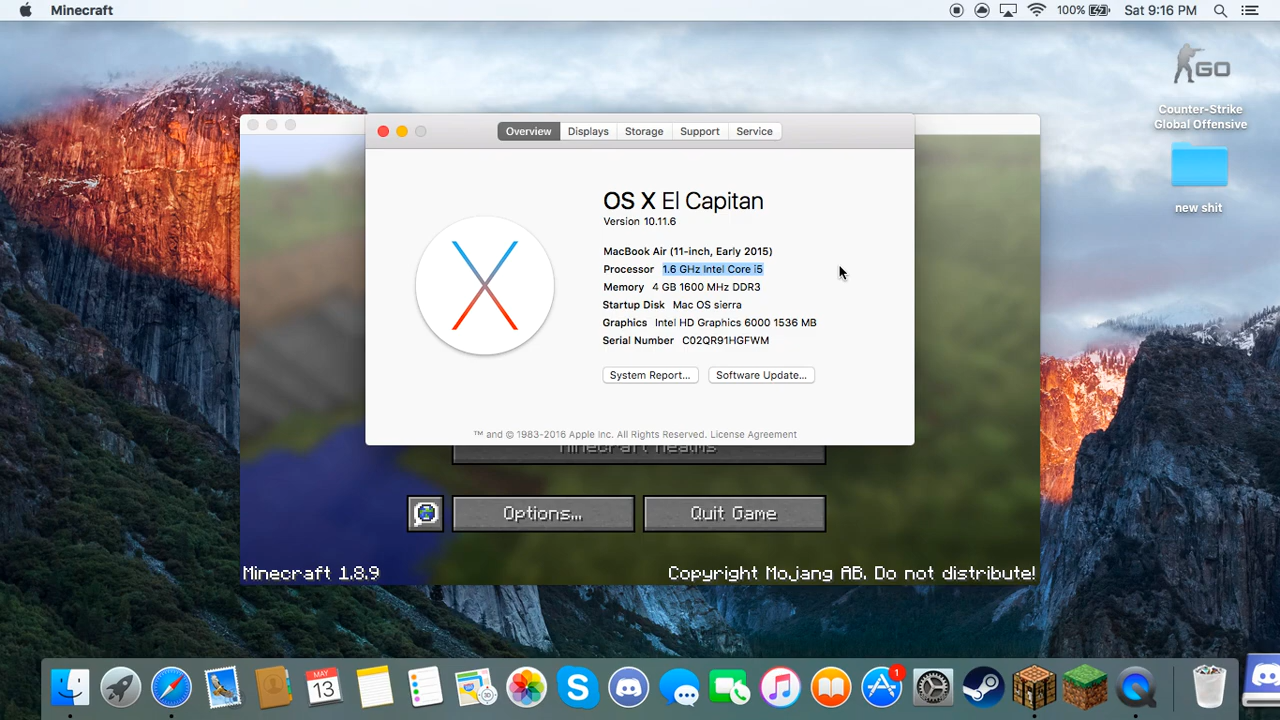 Minecraft
100%
Sat 9:16 PM
GO
Counter-Strike
Global Offensive
new shit
Overview
Displays
Storage
Support
Service
OS X El Capitan
Version 10.11.6
MacBook Air (11-inch, Early 2015)
Processor 1.6 GHz Intel Core i5
Memory 4 GB 1600 MHz DDR3
Startup Disk Mac OS sierra
Graphics Intel HD Graphics 6000 1536 MB
Serial Number C02QR91HGFWM
System Report...
Software Update...
™ and © 1983-2016 Apple Inc. All Rights Reserved. License Agreement
Minecraft Realms
Options...
Quit Game
Minecraft 1.8.9
Copyright Mojang AB. Do not distribute!
MAY
13
1